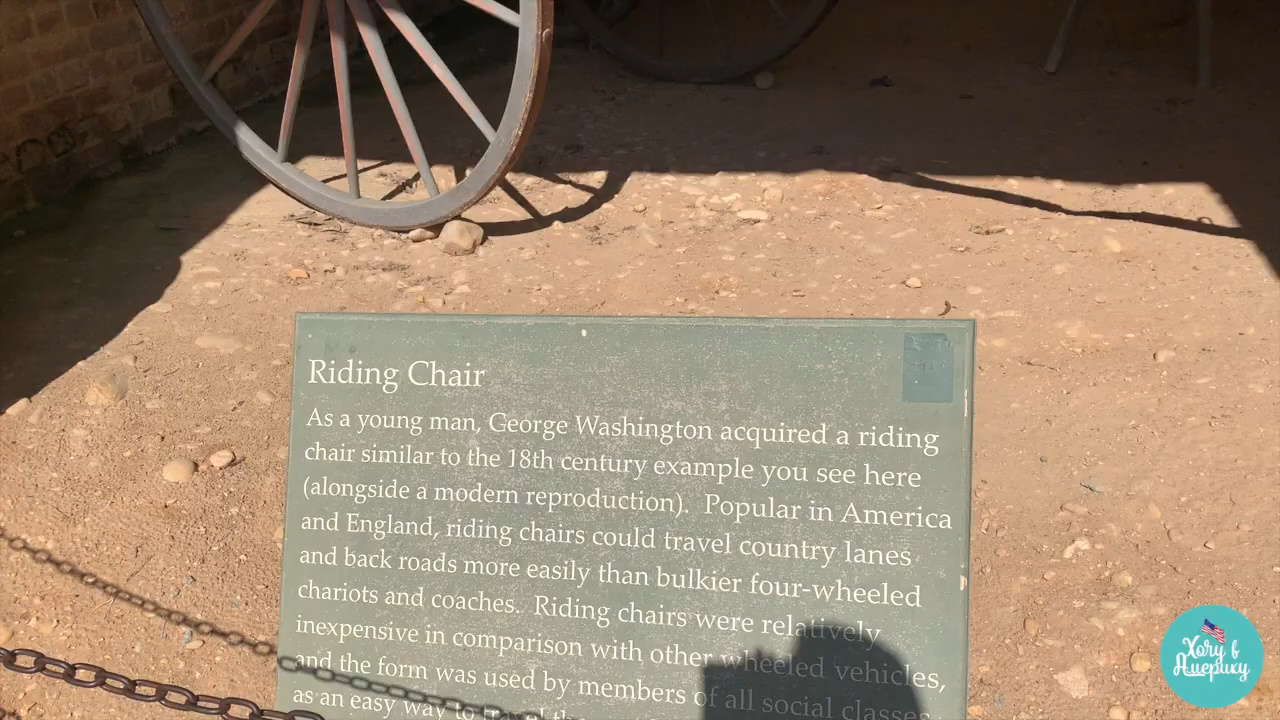 Riding Chair
As a young man, George Washington acquired a riding
chair similar to the 18th century example you see here
(alongside a modern reproduction). Popular in America
and England, riding chairs could travel country lanes
and back roads more easily than bulkier four-wheeled
chariots and coaches. Riding chairs were relatively
inexpensive in comparison with other wheeled vehicles,
and the form was used by members of all social classes
as an easy way to travel
Хочу в
Америку